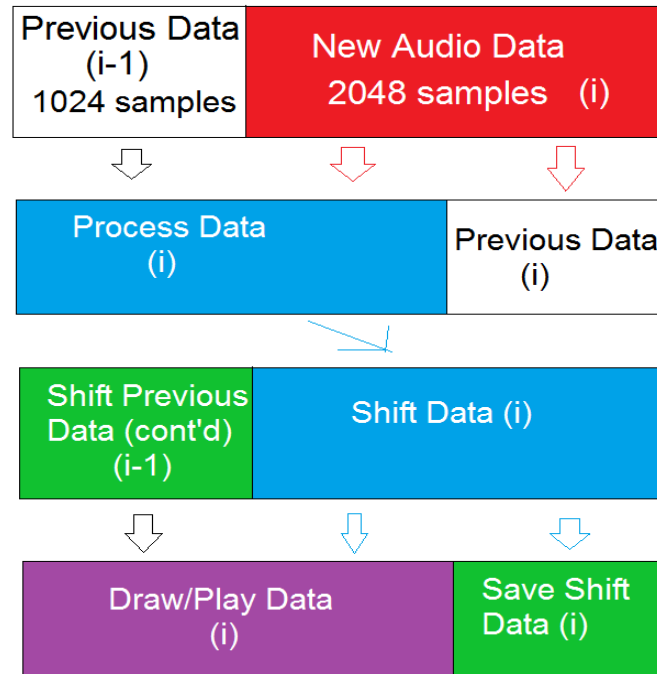 Previous Data
(i-1)
1024 samples
New Audio Data
2048 samples (i)
Process Data
(i)
Previous Data
(i)
Shift Previous
Data (cont'd)
(i-1)
Shift Data (i)
Draw/Play Data
(i)
Save Shift
Data (i)